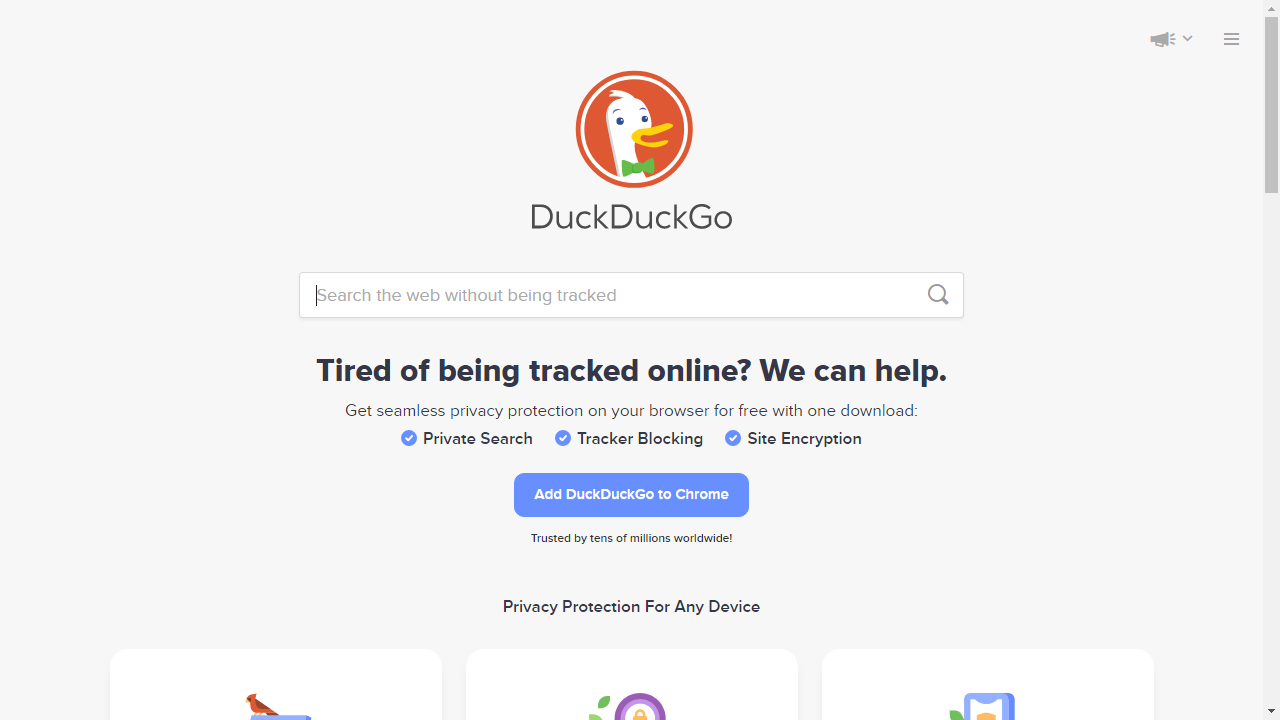 DuckDuckGo
Search the web without being tracked
Tired of being tracked online? We can help.
Get seamless privacy protection on your browser for free with one download:
Private Search Tracker Blocking Site Encryption
Add DuckDuckGo to Chrome
Trusted by tens of millions worldwide!
Privacy Protection For Any Device